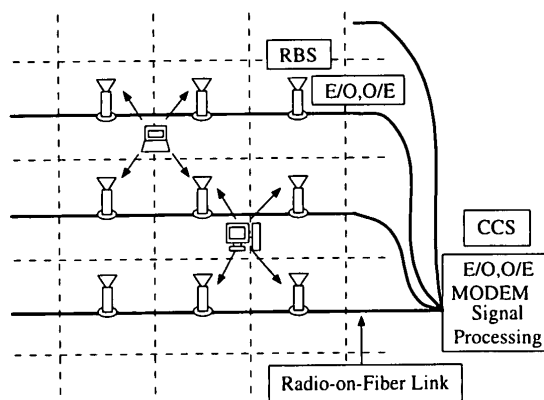 RBS
E/O,O/E
CCS
E/O,O/E
MODEM
Signal
Processing
Radio-on-Fiber Link